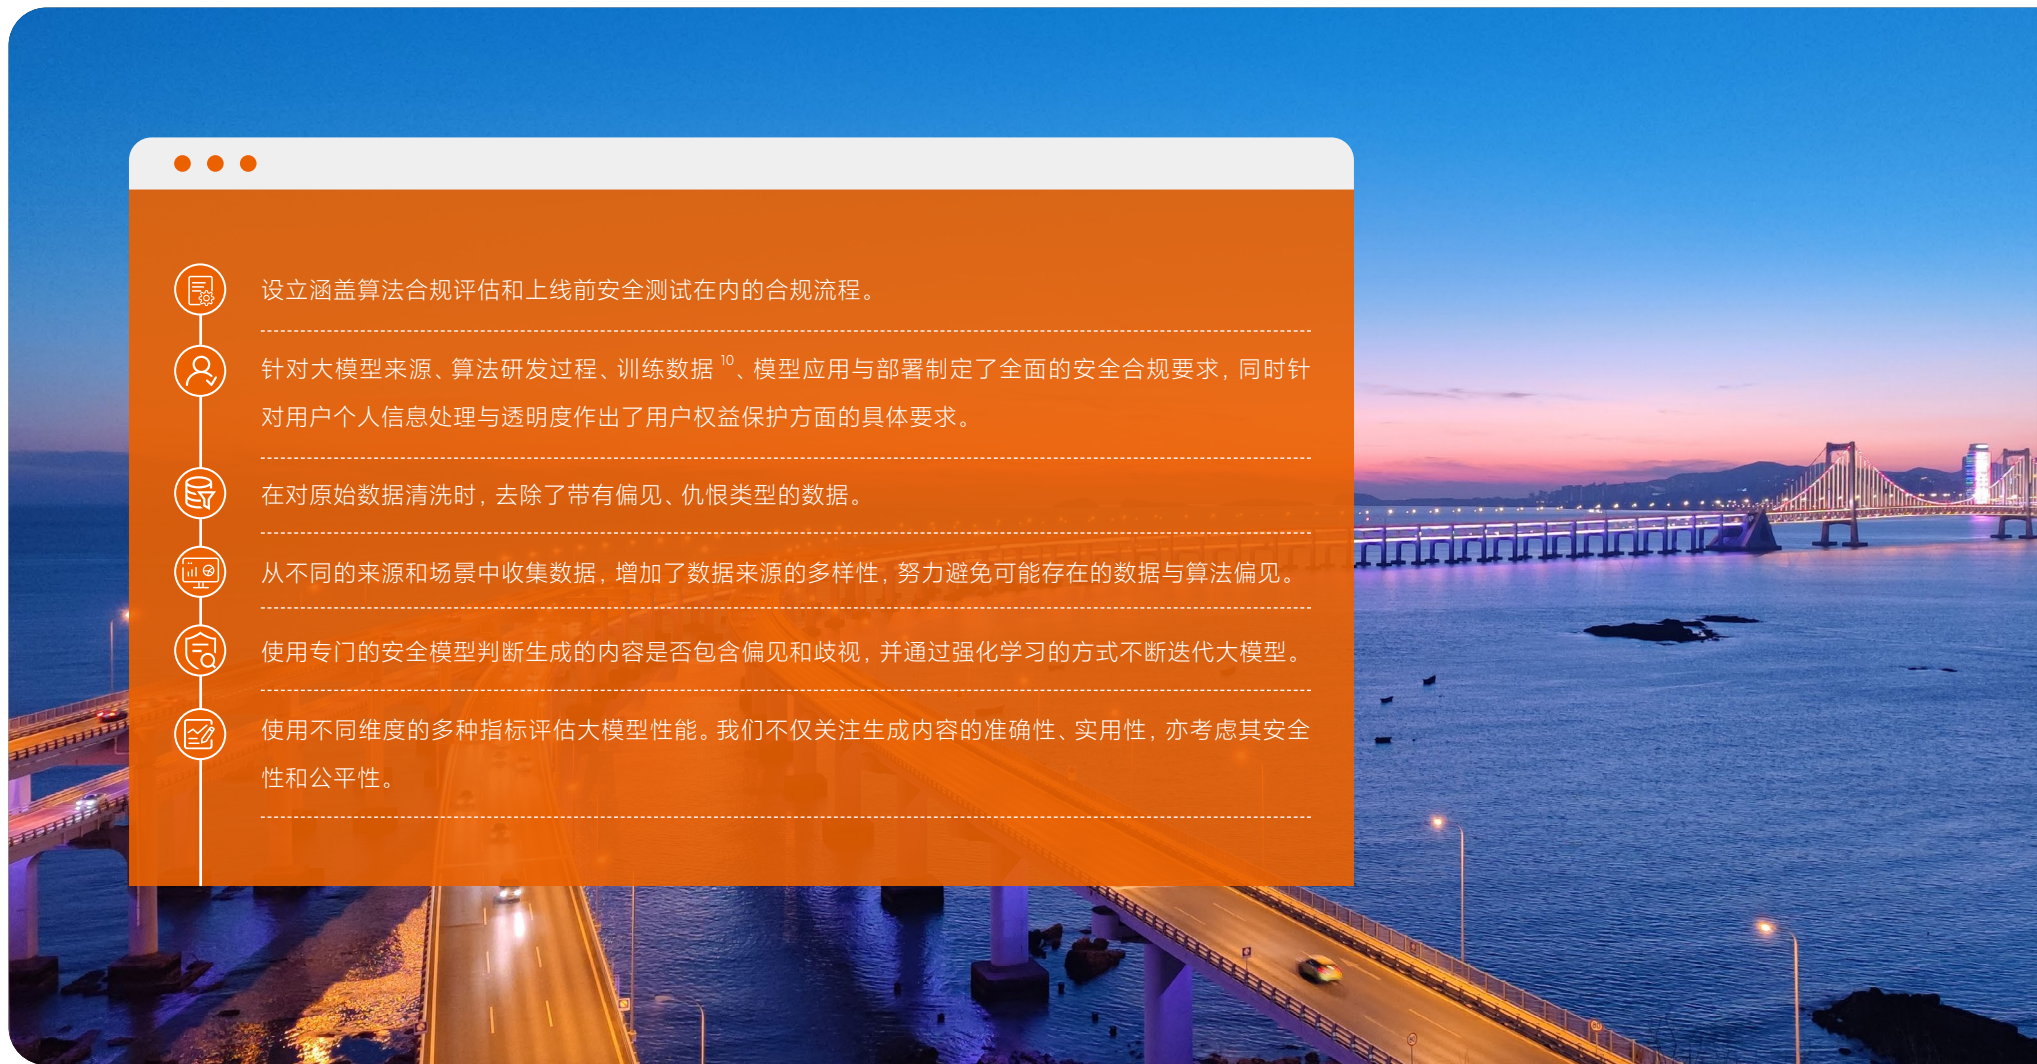 设立涵盖算法合规评估和上线前安全测试在内的合规流程。
针对大模型来源、算法研发过程、训练数据 10、模型应用与部署制定了全面的安全合规要求，同时针
对用户个人信息处理与透明度作出了用户权益保护方面的具体要求。
在对原始数据清洗时，去除了带有偏见、仇恨类型的数据。
从不同的来源和场景中收集数据，增加了数据来源的多样性，努力避免可能存在的数据与算法偏见。
使用专门的安全模型判断生成的内容是否包含偏见和歧视，并通过强化学习的方式不断迭代大模型。
使用不同维度的多种指标评估大模型性能。我们不仅关注生成内容的准确性、实用性，亦考虑其安全
性和公平性。